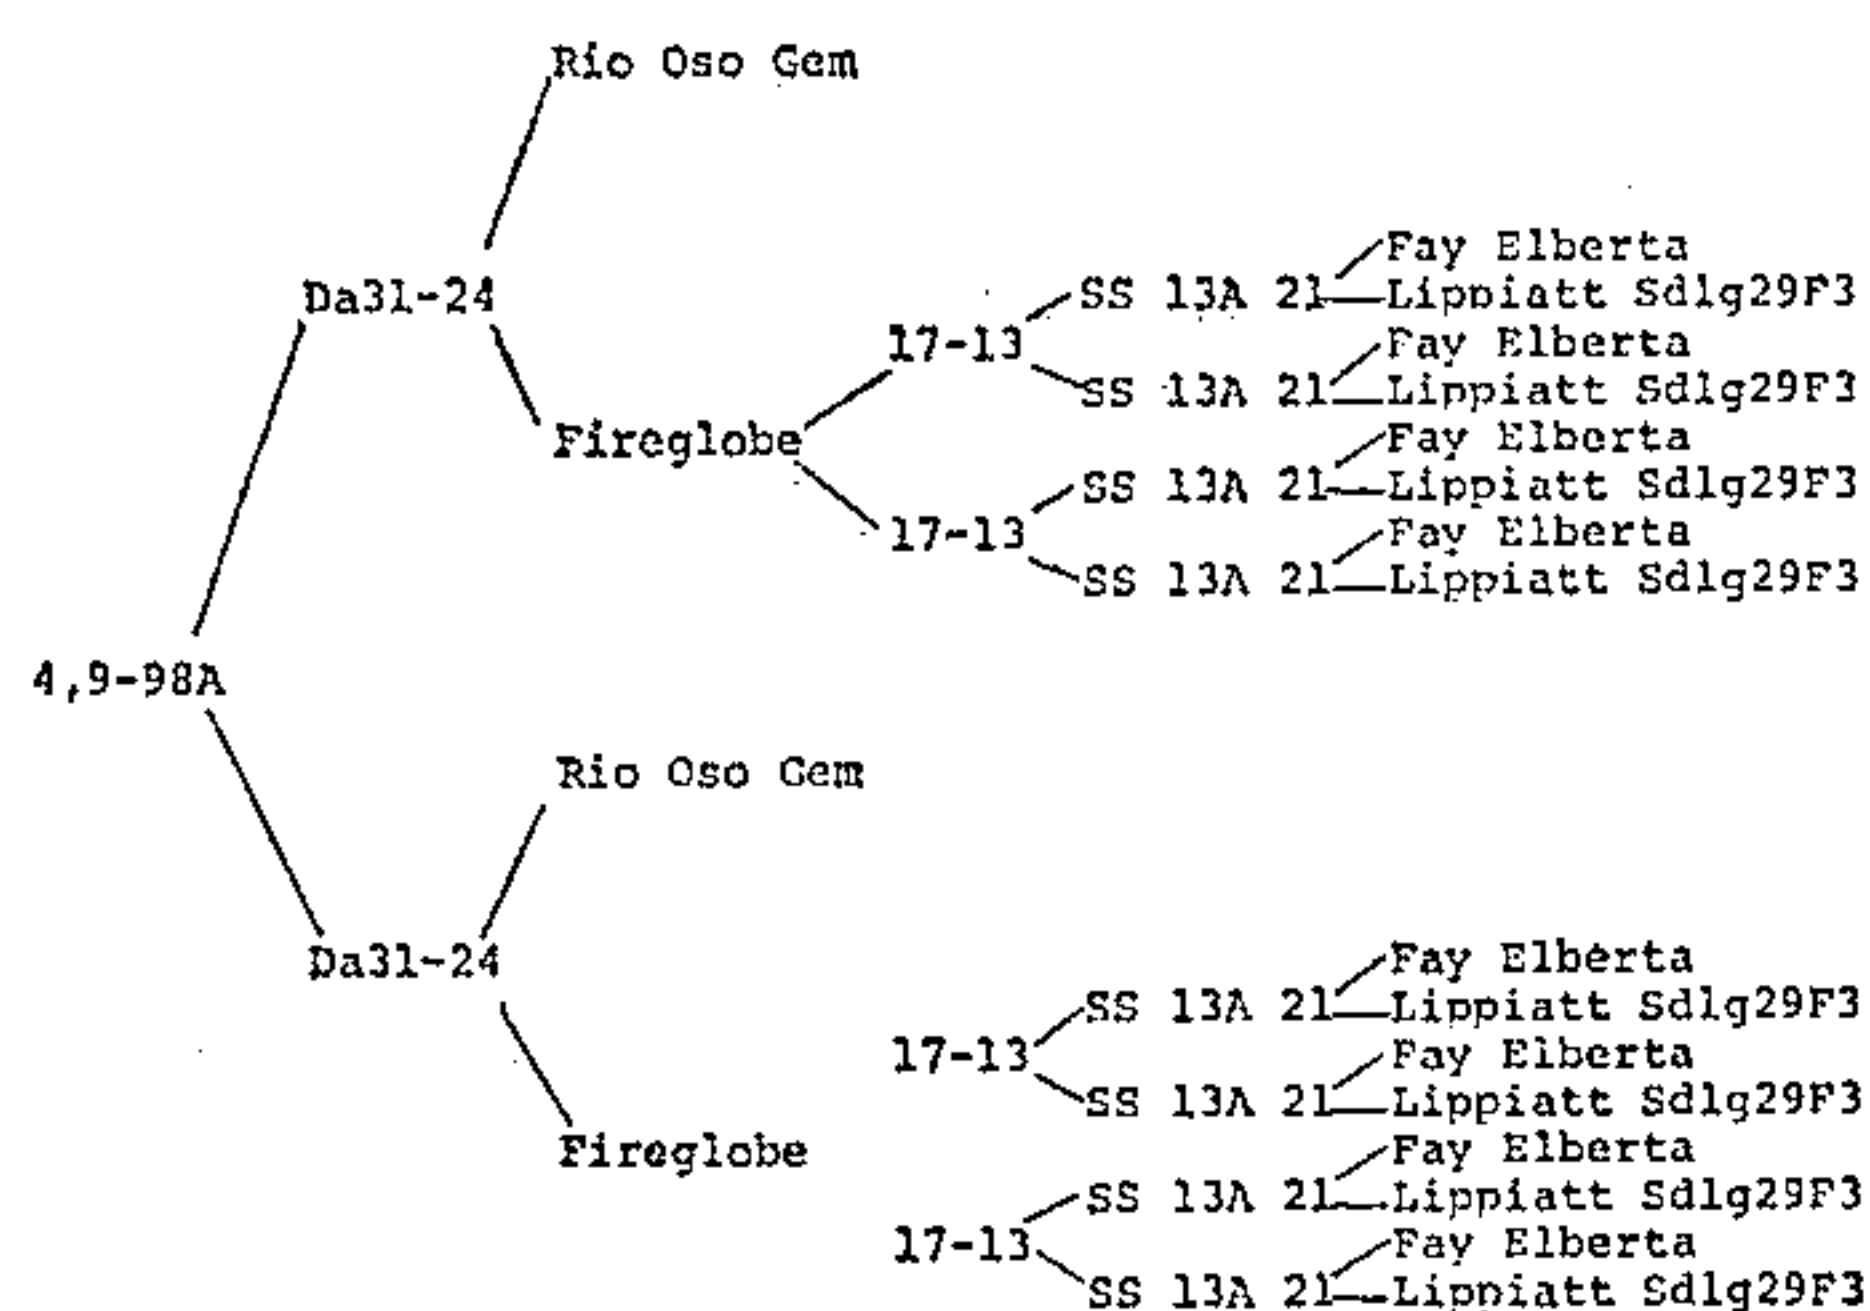 Rio Oso Gem
Fay Elberta
Da31-24 SS 13A 21 Lippiatt Sdlg29F3
17-13 Fay Elberta
SS 13A 21 Lippiatt Sdlg29F3
Fireglobe Fay Elberta
SS 13A 21 Lippiatt Sdlg29F3
17-13 Fay Elberta
SS 13A 21 Lippiatt Sdlg29F3
4,9-98A
Rio Oso Gem
Da31-24 Fay Elberta
SS 13A 21 Lippiatt Sdlg29F3
17-13 Fay Elberta
SS 13A 21 Lippiatt Sdlg29F3
Fireglobe Fay Elberta
SS 13A 21 Lippiatt Sdlg29F3
17-13 Fay Elberta
SS 13A 21 Lippiatt Sdlg29F3